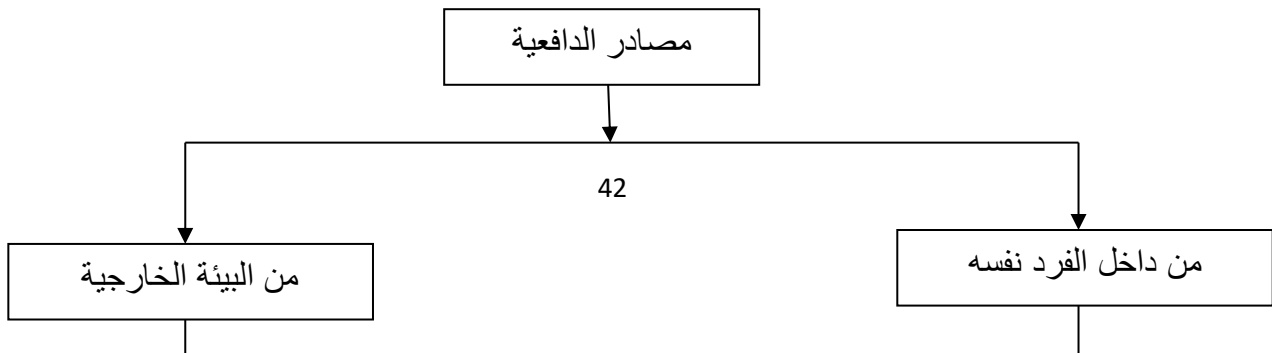 مصادر الدافعية
42
من داخل الفرد نفسه
من البيئة الخارجية